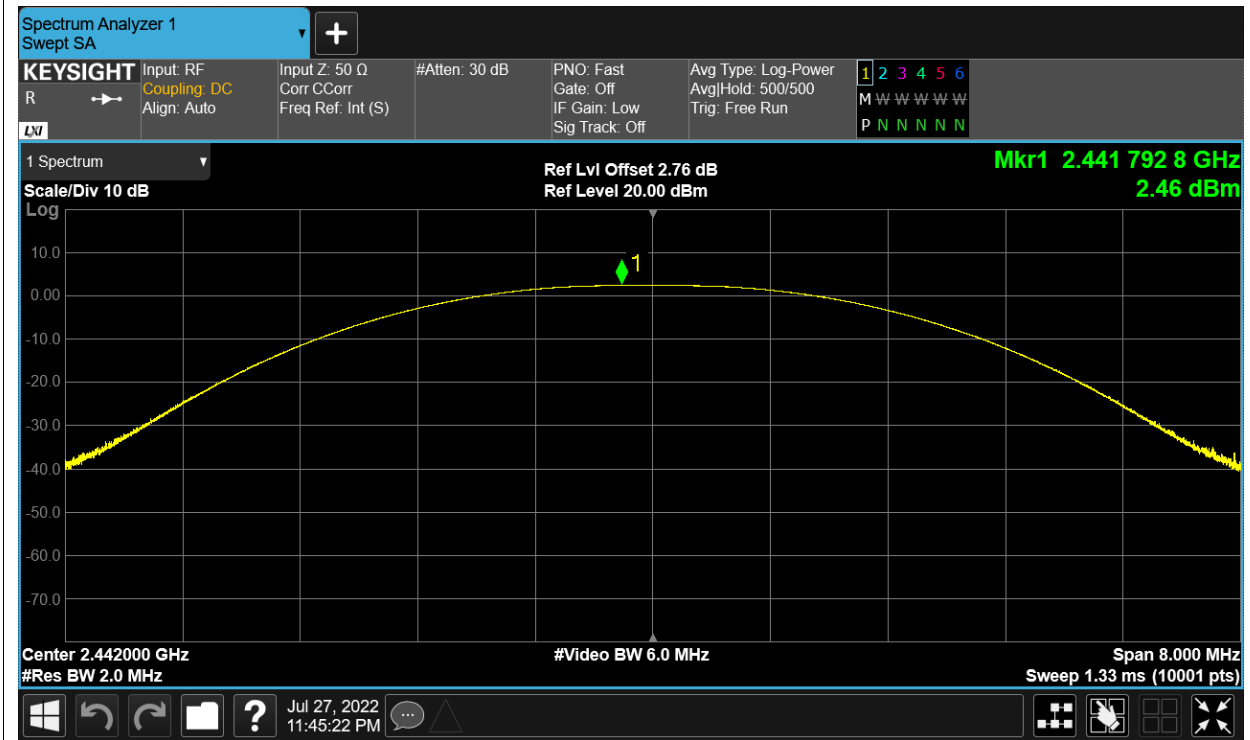 Spectrum Analyzer 1
Swept SA
+
KEYSIGHT
R
LXI
Input: RF
Coupling: DC
Align: Auto
Input Z: 50 Ω
Corr CCorr
Freq Ref: Int (S)
#Atten: 30 dB
PNO: Fast
Gate: Off
IF Gain: Low
Sig Track: Off
Avg Type: Log-Power
Avg|Hold: 500/500
Trig: Free Run
1 2 3 4 5 6
M W W W W W
P N N N N N
1 Spectrum
Scale/Div 10 dB
Log
Ref Lvl Offset 2.76 dB
Ref Level 20.00 dBm
Mkr1 2.441 792 8 GHz
2.46 dBm
1
10.0
0.00
-10.0
-20.0
-30.0
-40.0
-50.0
-60.0
-70.0
Center 2.442000 GHz
#Res BW 2.0 MHz
#Video BW 6.0 MHz
Span 8.000 MHz
Sweep 1.33 ms (10001 pts)
?
Jul 27, 2022
11:45:22 PM